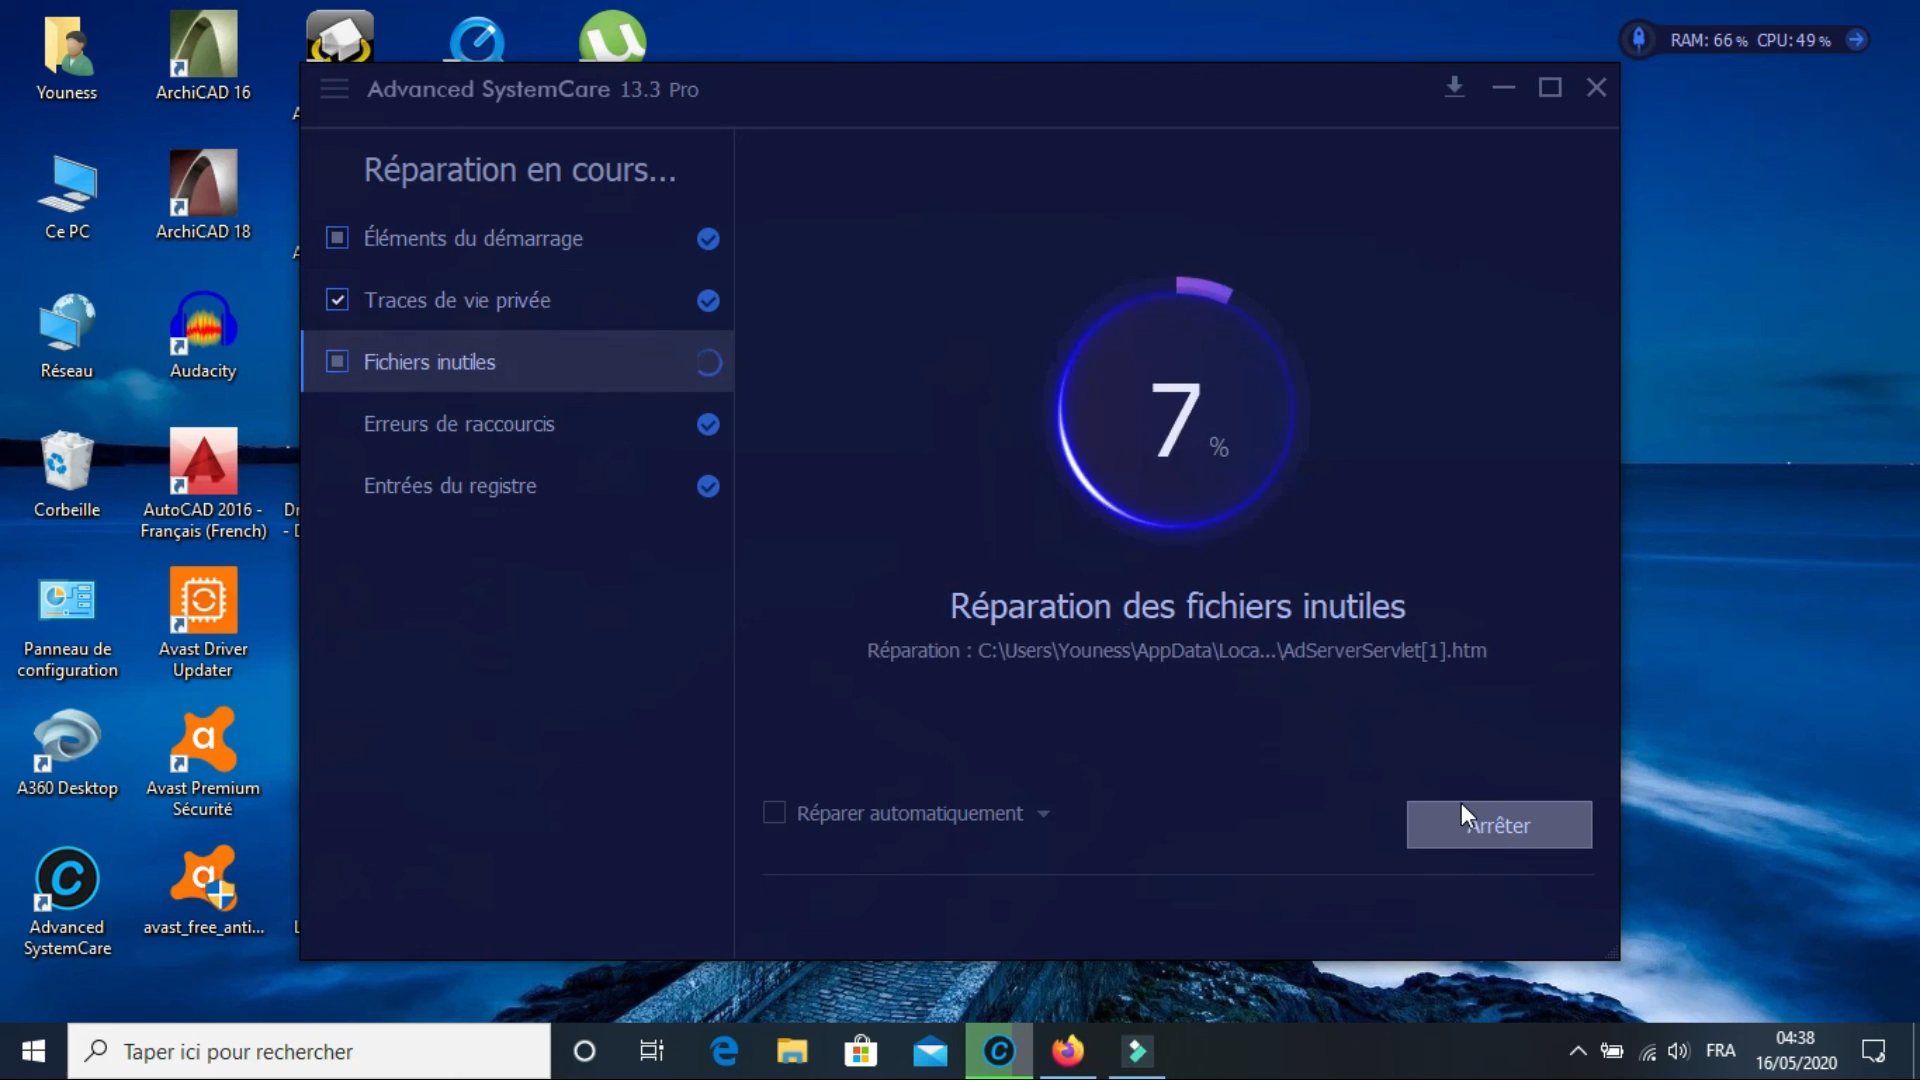 RAM: 66 % CPU: 49 %
Youness
ArchiCAD 16
Ce PC
ArchiCAD 18
Réseau
Audacity
Corbeille
AutoCAD 2016 -
Français (French)
Panneau de
configuration
Avast Driver
Updater
A360 Desktop
Avast Premium
Sécurité
Advanced
SystemCare
avast_free_anti...
Advanced SystemCare 13.3 Pro
Réparation en cours...
Éléments du démarrage
Traces de vie privée
Fichiers inutiles
Erreurs de raccourcis
Entrées du registre
7 %
Réparation des fichiers inutiles
Réparation : C:\Users\Youness\AppData\Loca...\AdServerServlet[1].htm
Réparer automatiquement
Arrêter
Taper ici pour rechercher
FRA
04:38
16/05/2020